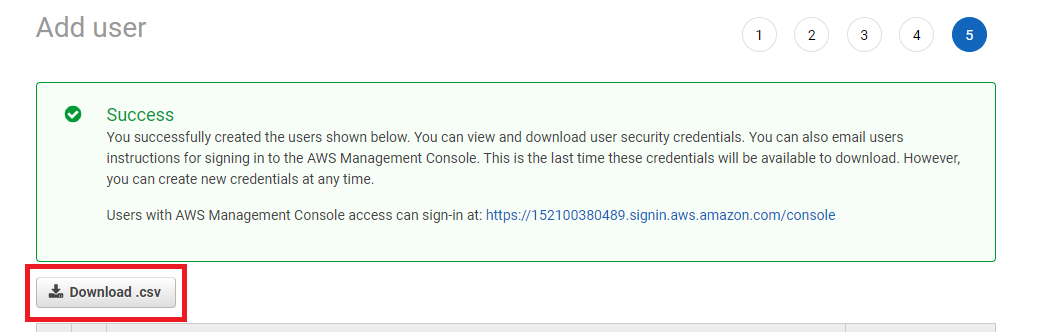 Add user
1 2 3 4 5
Success
You successfully created the users shown below. You can view and download user security credentials. You can also email users
instructions for signing in to the AWS Management Console. This is the last time these credentials will be available to download. However,
you can create new credentials at any time.
Users with AWS Management Console access can sign-in at: https://152100380489.signin.aws.amazon.com/console
Download .csv